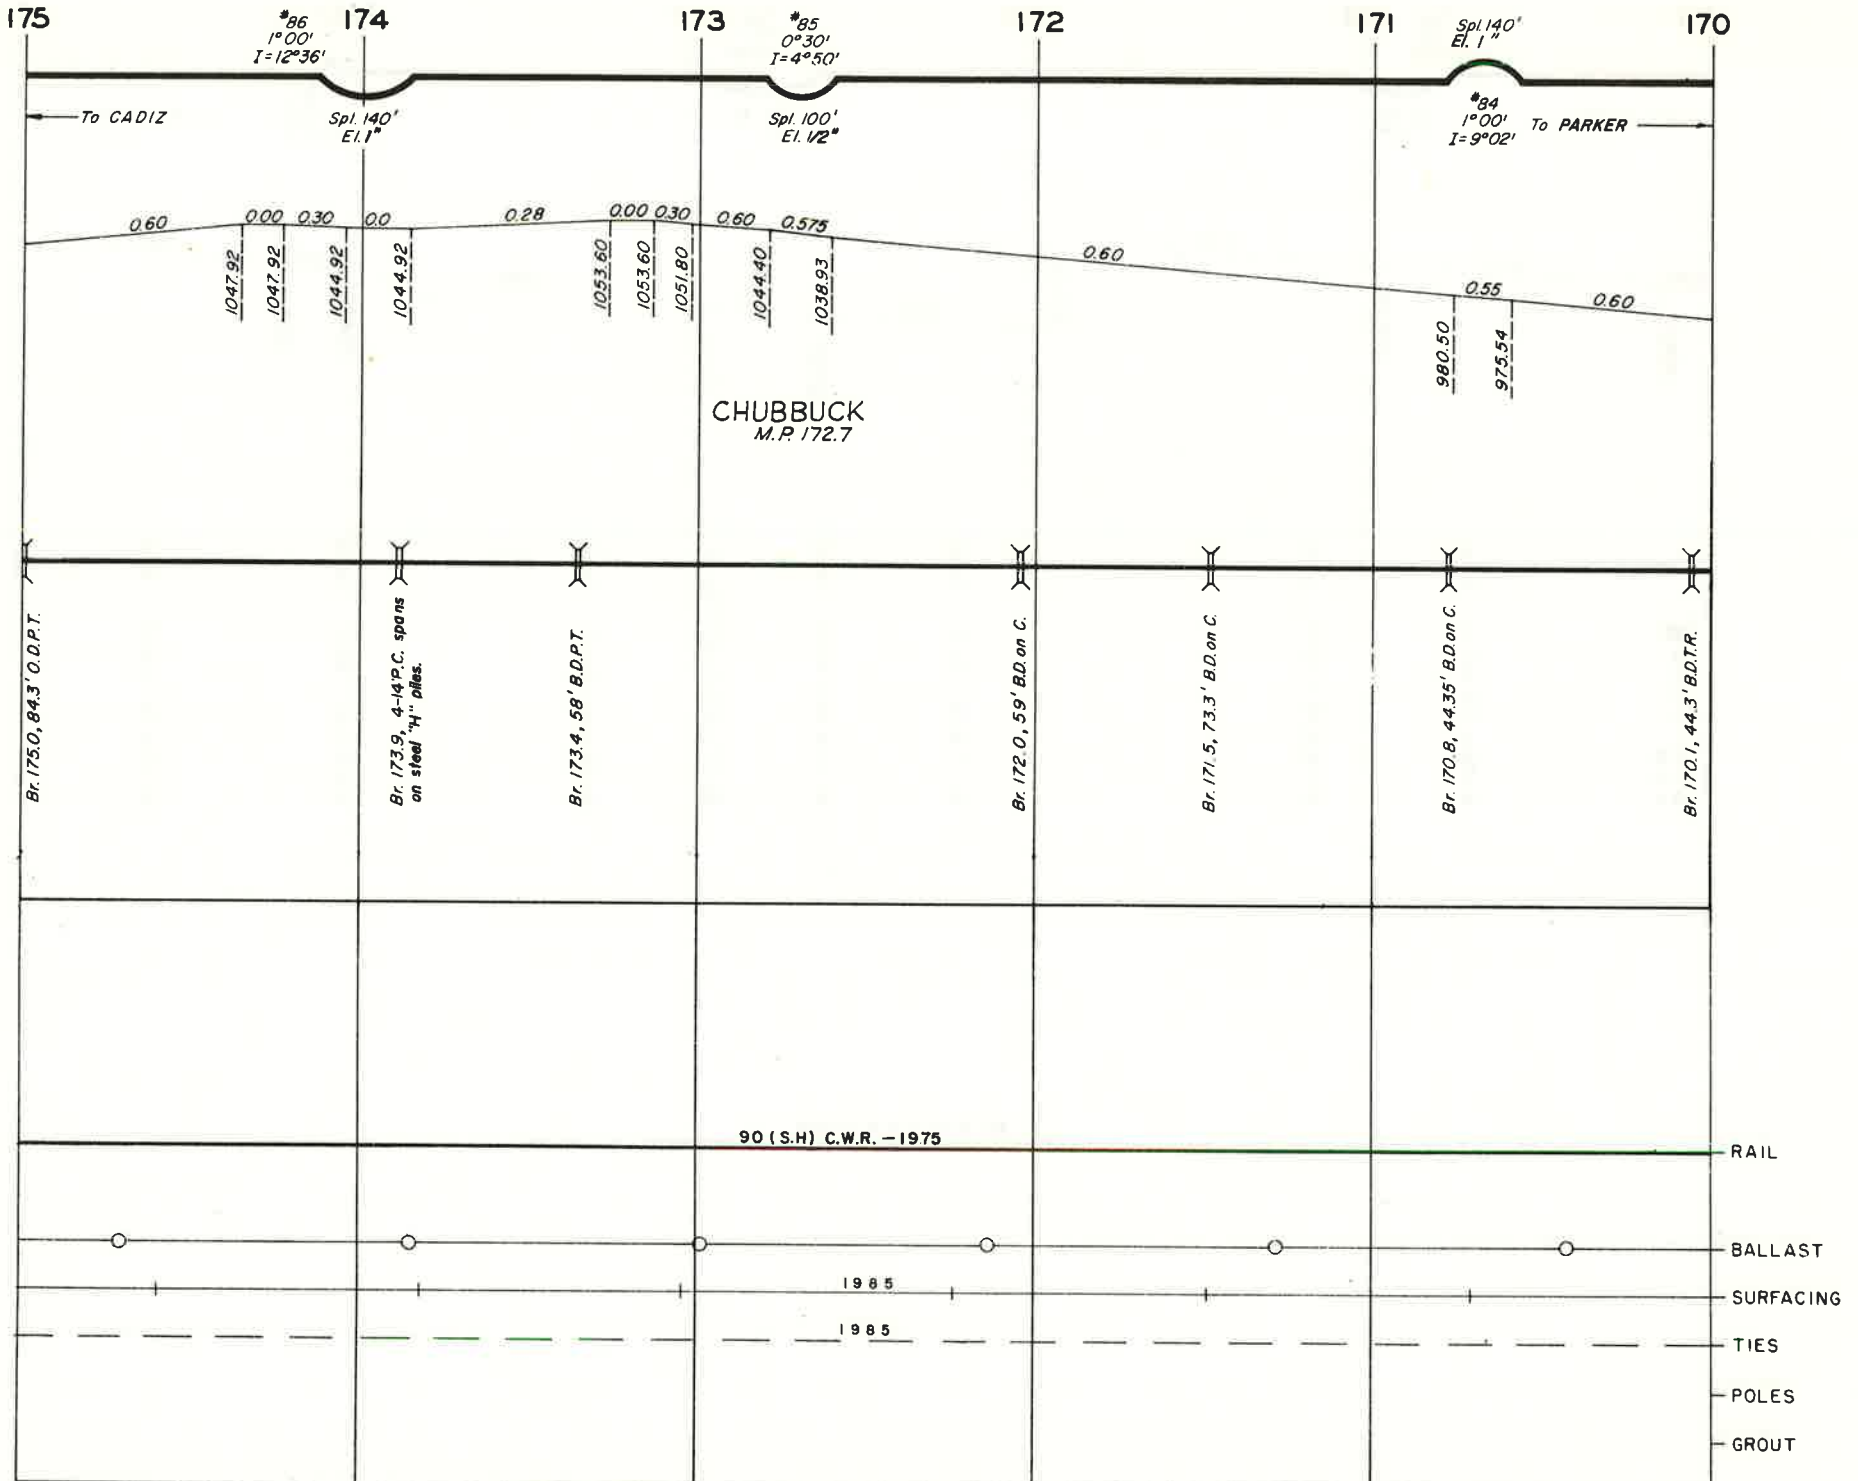 175
174
173
172
171
170
#86
1°00'
I=12°36'
#85
0°30'
I=4°50'
Spl.140'
El. 1"
To CADIZ
Spl. 140'
El. 1"
Spl. 100'
El. 1/2"
#84
1°00'
I=9°02'
To PARKER
0.60
0.00
0.30
0.0
0.28
0.00
0.30
0.60
0.575
0.60
0.55
0.60
1047.92
1047.92
1044.92
1044.92
1053.60
1053.60
1051.80
1044.40
1038.93
980.50
975.54
CHUBBUCK
M.P. 172.7
Br. 175.0, 84.3' O.D.P.T.
Br. 173.9, 4-14'P.C. spans
on steel "H" piles.
Br. 173.4, 58' B.D.P.T.
Br. 172.0, 59' B.D. on C.
Br. 171.5, 73.3' B.D. on C.
Br. 170.8, 44.35' B.D. on C.
Br. 170.1, 44.3' B.D.T.R.
90 (S.H) C.W.R. – 1975
RAIL
BALLAST
1985
SURFACING
1985
TIES
POLES
GROUT